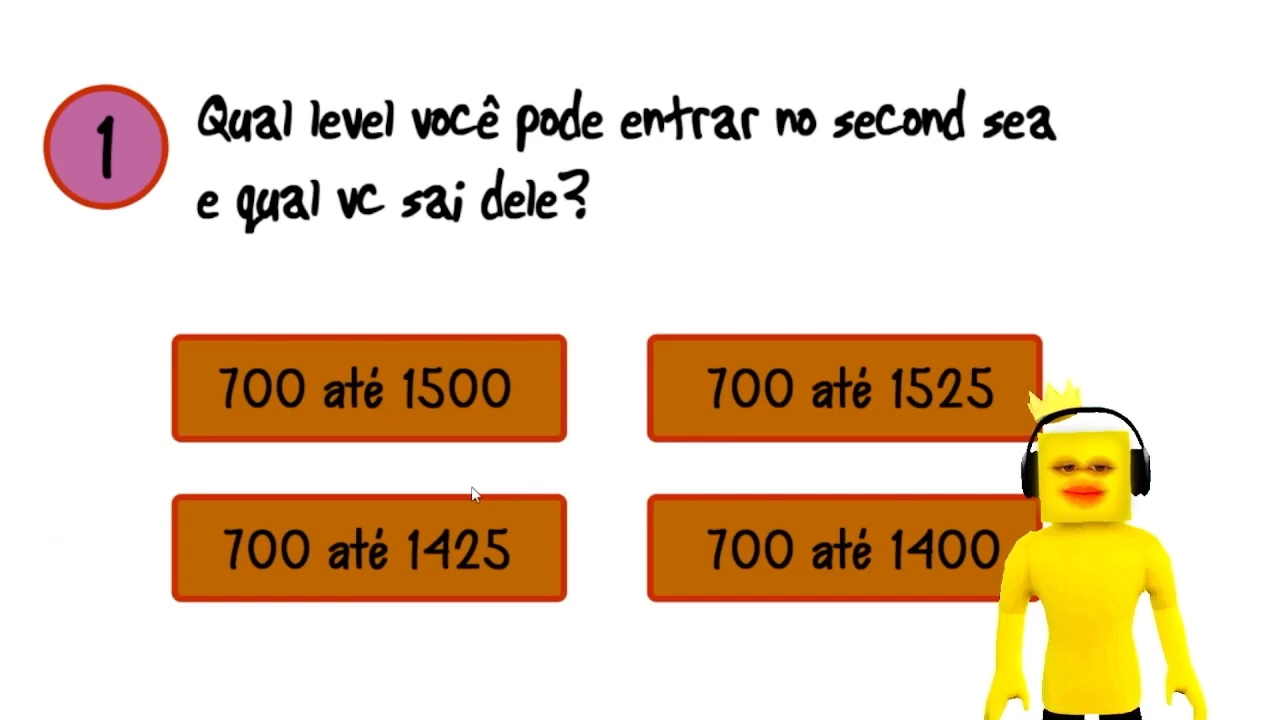 1
Qual level você pode entrar no second sea
e qual vc sai dele?
700 até 1500
700 até 1525
700 até 1425
700 até 1400